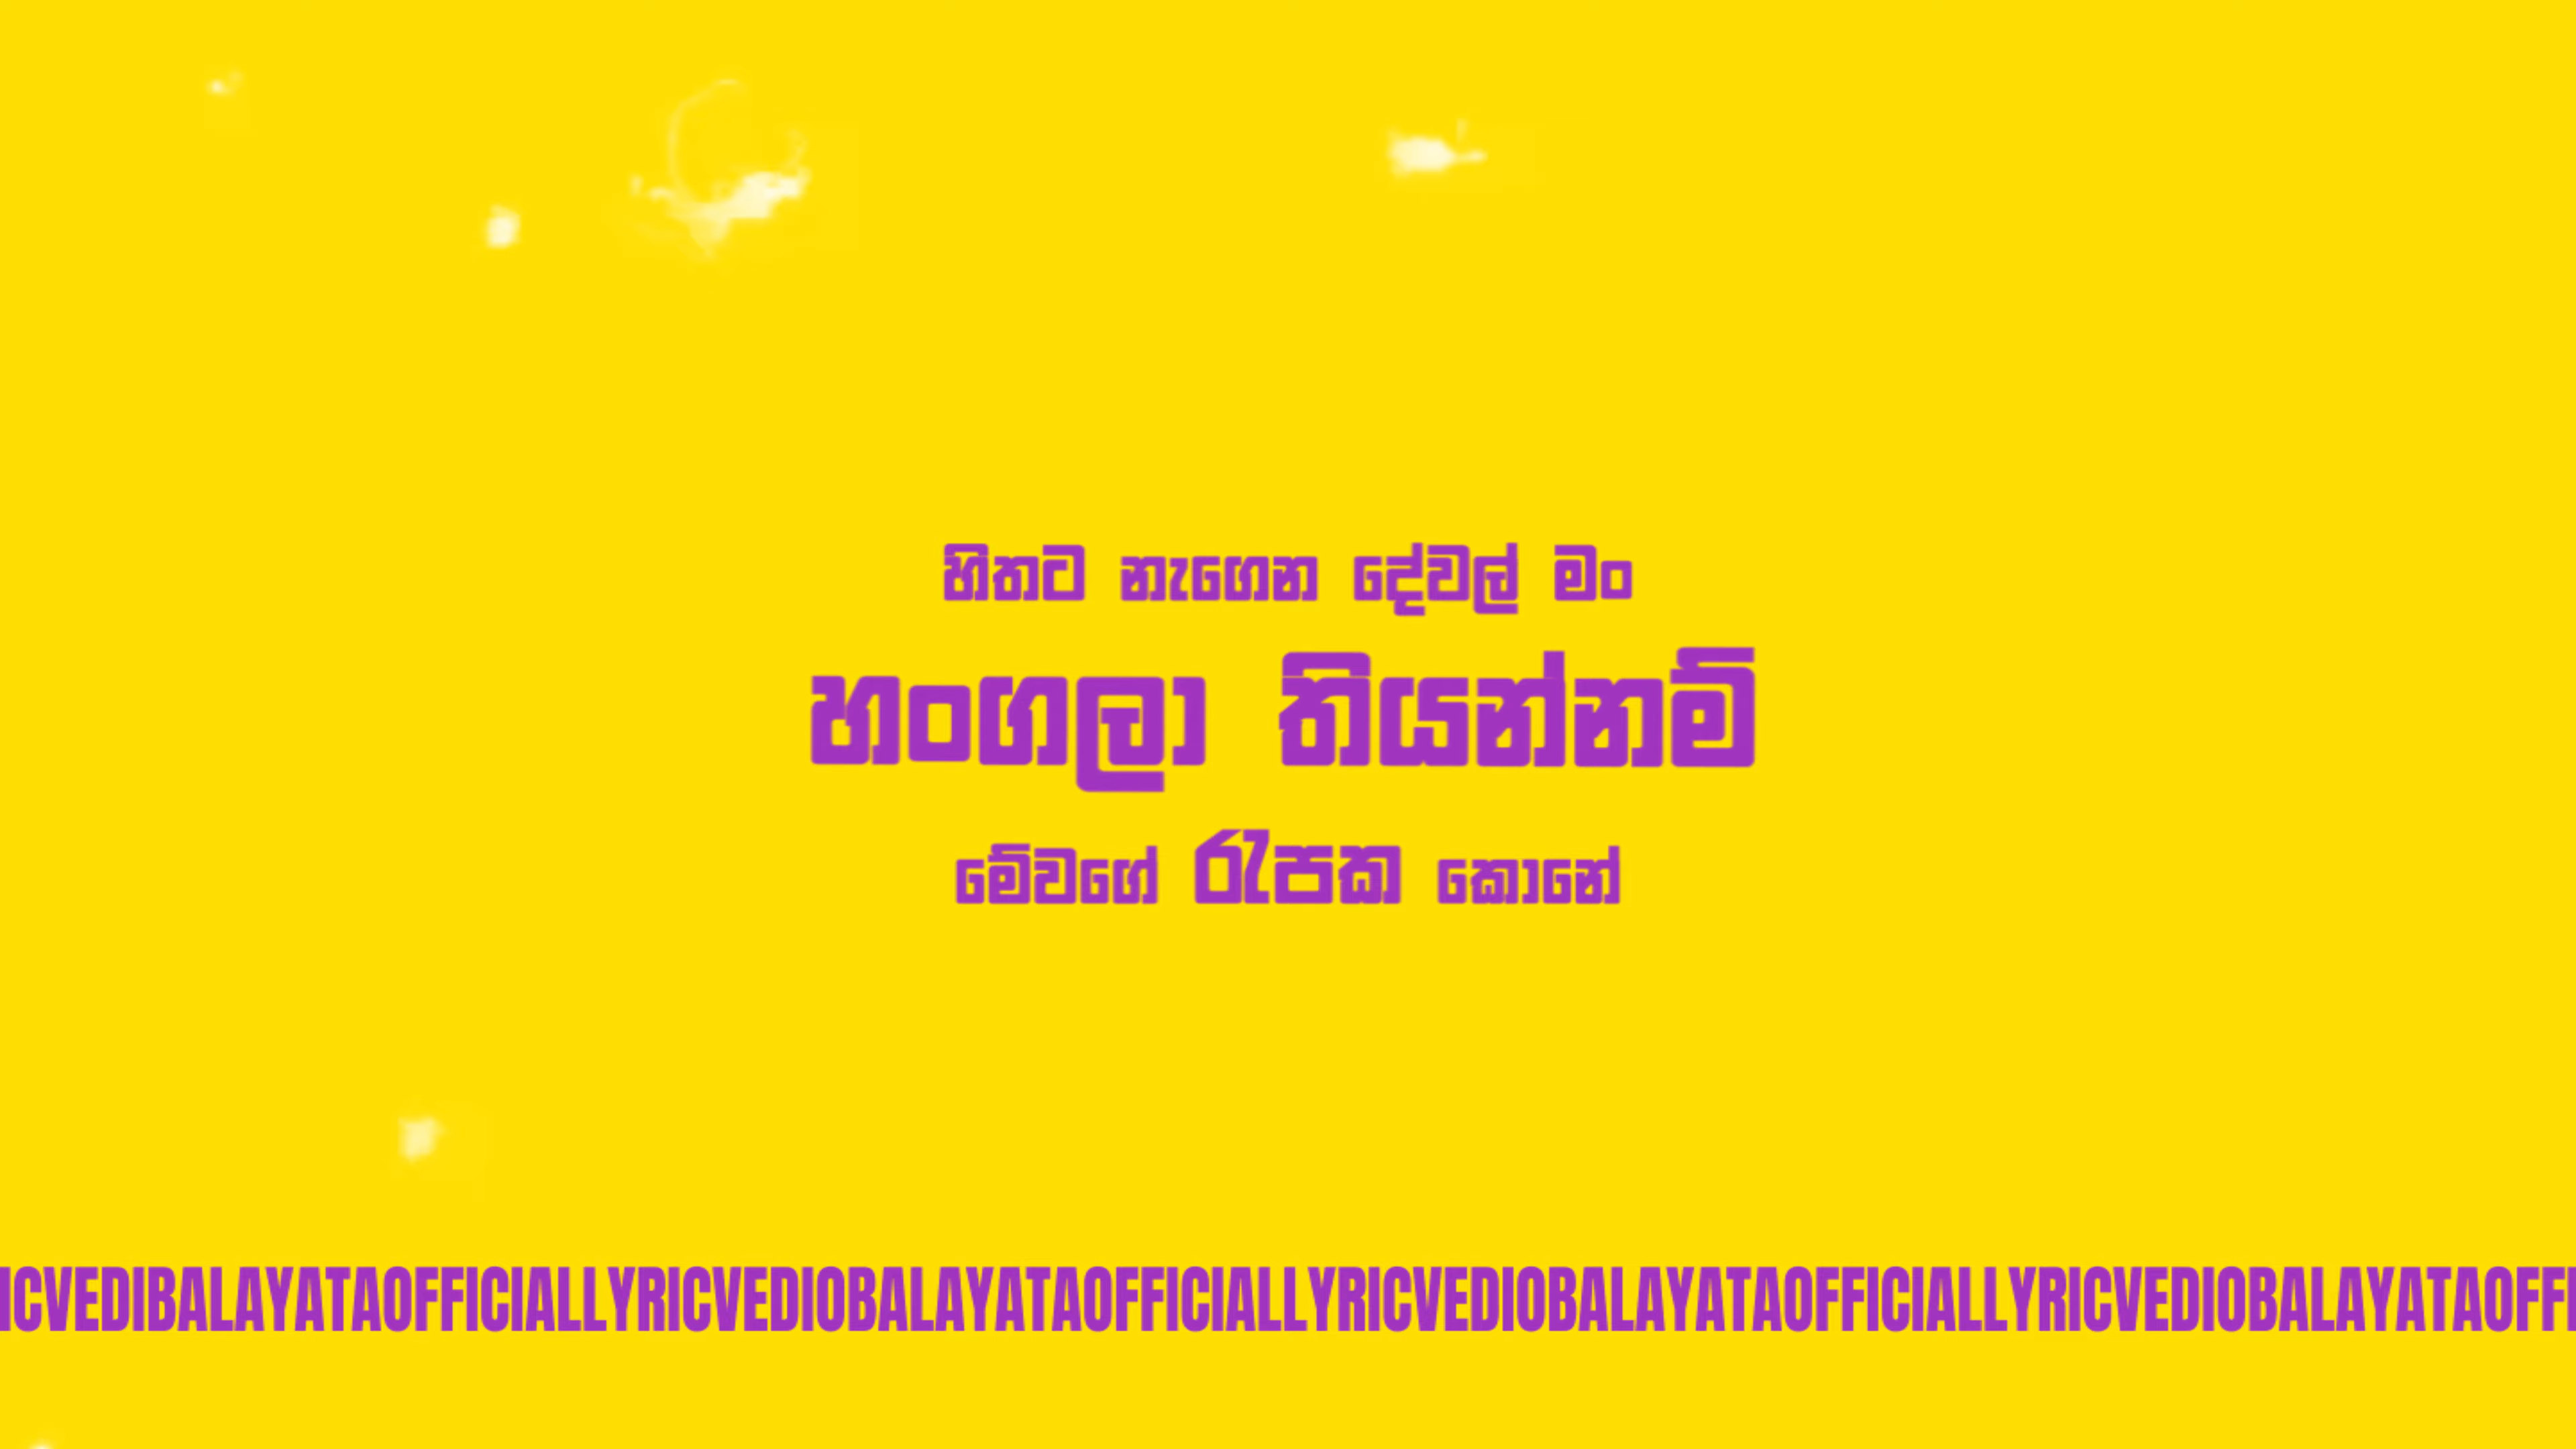 හිතට නැගෙන දේවල් මං
හංගලා තියන්නම්
මේවගේ රැපක කොනේ
ICVEDIBALAYATAOFFICIALLYRICVEDIOBALAYATAOFFICIALLYRICVEDIOBALAYATAOFFICIALLYRICVEDIOBALAYATAOFFI